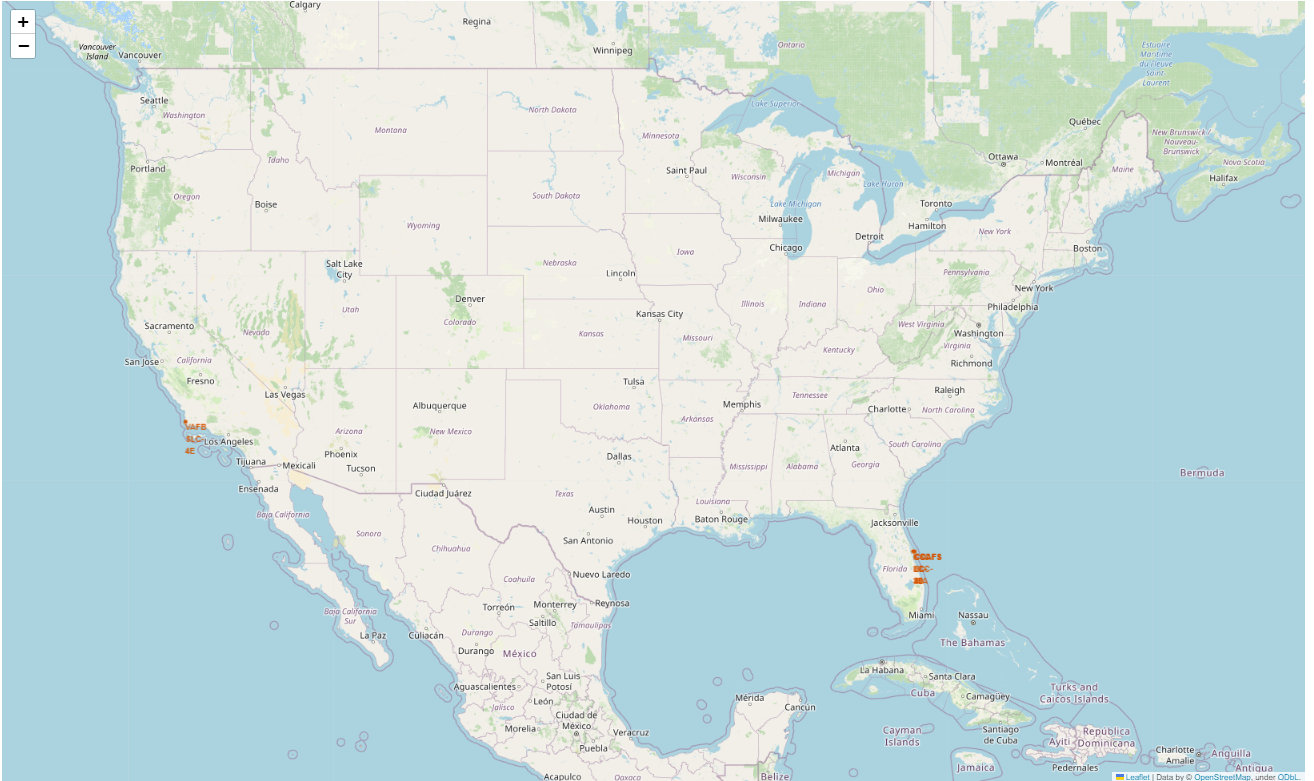 Calgary
Regina
+
−
Vancouver
Island
Vancouver
Winnipeg
Ontario
Estuaire
Maritime
du Fleuve
Saint-
Laurent
Seattle
Washington
Montana
North Dakota
Minnesota
Lake Superior
Québec
New Brunswick/
Nouveau-
Brunswick
Nova Scotia
Halifax
Portland
Idaho
Oregon
Boise
Wyoming
South Dakota
Saint Paul
Wisconsin
Michigan
Lake Huron
Ottawa
Montréal
Maine
Lake Michigan
Milwaukee
Toronto
Hamilton
Detroit
New York
Boston
Chicago
Iowa
Nebraska
Lincoln
Salt Lake
City
Utah
Denver
Colorado
Nevada
Sacramento
California
San Jose
Fresno
Las Vegas
Kansas
Kansas City
Missouri
Illinois
Indiana
Ohio
Pennsylvania
New York
Philadelphia
West Virginia
Washington
Virginia
Richmond
Kentucky
Tulsa
Oklahoma
Arkansas
Memphis
Tennessee
Raleigh
Charlotte
North Carolina
South Carolina
Albuquerque
New Mexico
Arizona
Phoenix
Tucson
VAFB
SLC-
4E
Los Angeles
Tijuana
Mexicali
Ensenada
Baja California
Dallas
Texas
Ciudad Juárez
Mississippi
Alabama
Atlanta
Georgia
Louisiana
Baton Rouge
Austin
Houston
San Antonio
Jacksonville
Bermuda
Florida
Miami
Sonora
Chihuahua
Coahuila
Nuevo Laredo
Reynosa
Torreón
Monterrey
Saltillo
Tamaulipas
Baja California
Sur
La Paz
Culiacán
Durango
Durango
México
Nassau
The Bahamas
Aguascalientes
San Luis
Potosí
Jalisco
León
Morelia
Ciudad de
México
Veracruz
Puebla
Acapulco
Oaxaca
Mérida
Cancun
Belize
La Habana
Santa Clara
Cuba
Camagüey
Santiago
de Cuba
Cayman
Islands
Jamaica
Turks and
Caicos Islands
Ayiti
República
Dominicana
Pedernales
Charlotte
Amalie
Anguilla
Antigua
Leaflet | Data by © OpenStreetMap, under ODbL.